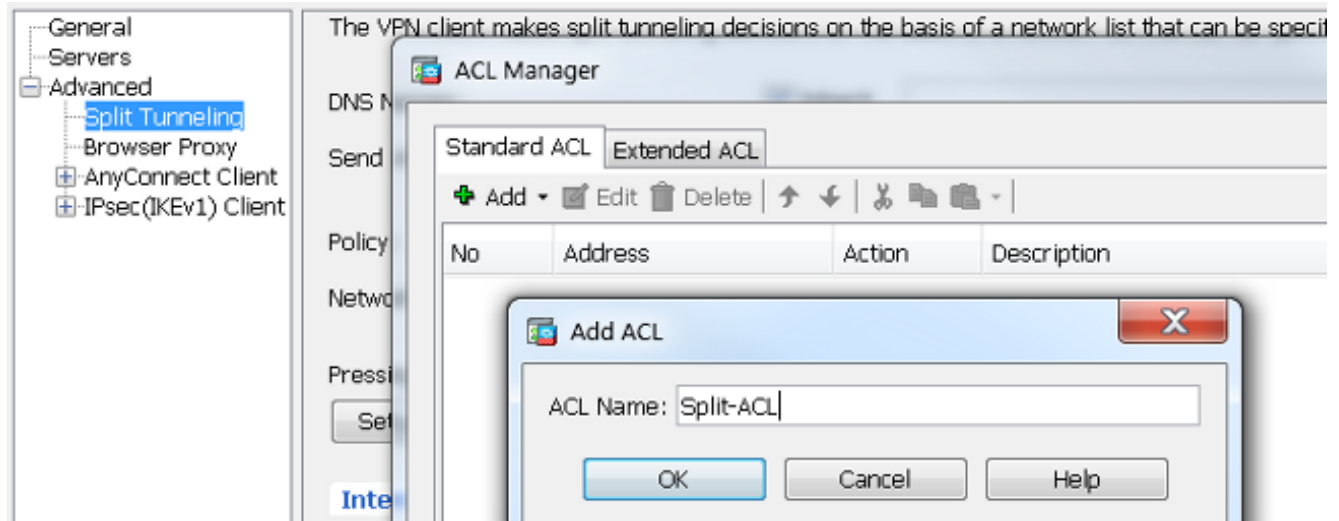 General
Servers
Advanced
Split Tunneling
Browser Proxy
AnyConnect Client
IPsec(IKEv1) Client
The VPN client makes split tunneling decisions on the basis of a network list that can be specif
DNS N
Send
Policy
Netwo
Pressi
Set
Inte
ACL Manager
Standard ACL Extended ACL
Add Edit Delete
No Address Action Description
Add ACL
ACL Name: Split-ACL
OK Cancel Help